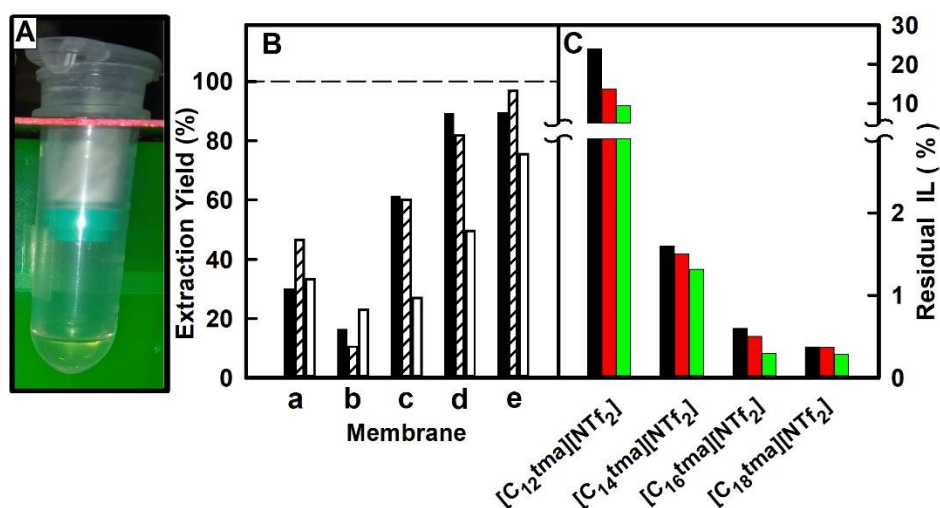 A
B
Extraction Yield (%)
100
80
60
40
20
0
a b c d e
Membrane
C
30
20
10
2
1
0
Residual IL ( % )
[C12tma][NTf2]
[C14tma][NTf2]
[C16tma][NTf2]
[C18tma][NTf2]